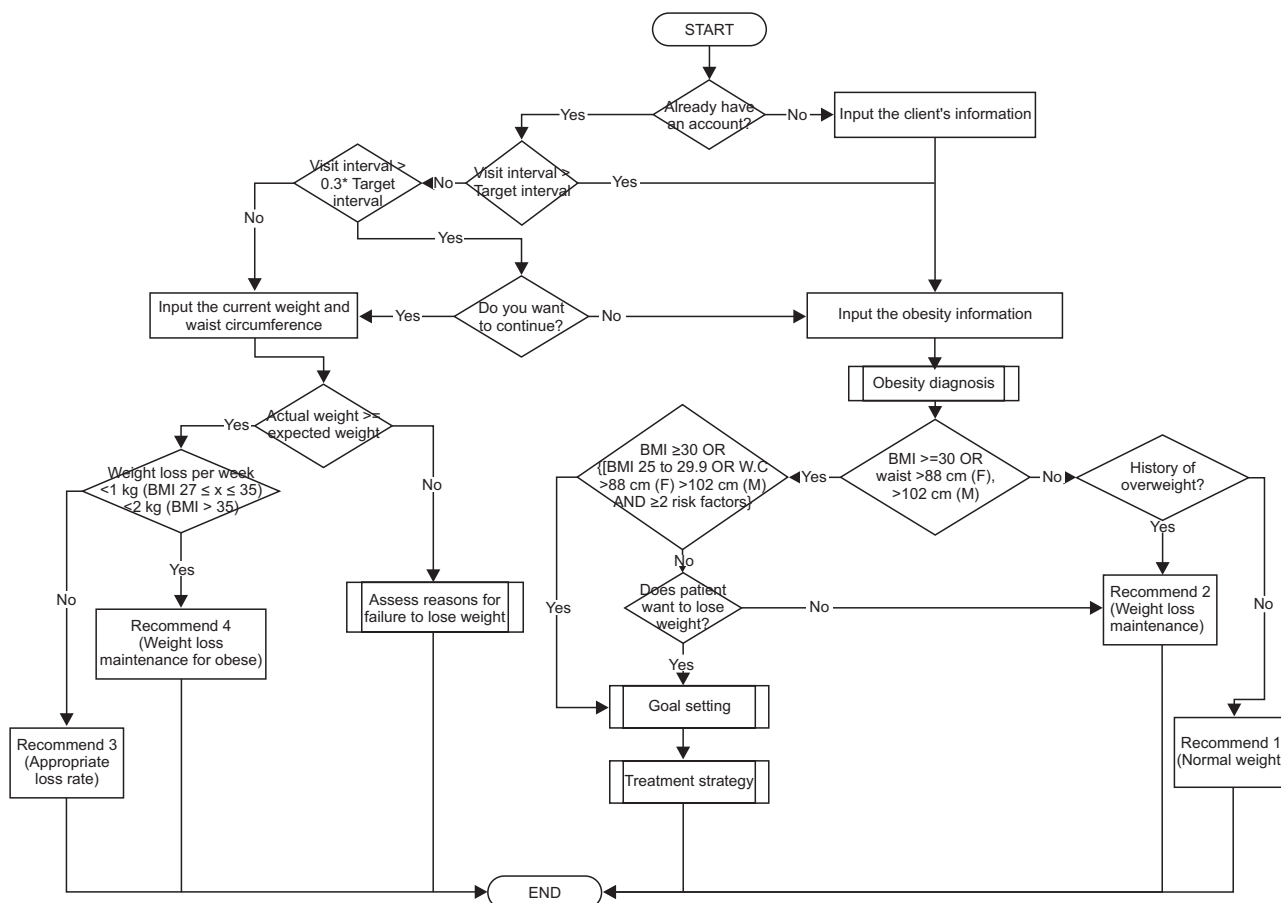 START
Already have
an account?
Yes
No
Input the client's information
Visit interval >
0.3* Target
interval
No
Visit interval >
Target interval
Yes
No
Yes
Input the current weight and
waist circumference
Yes
Do you want
to continue?
No
Input the obesity information
Obesity diagnosis
Actual weight >=
expected weight
Yes
No
Weight loss per week
<1 kg (BMI 27 ≤ x ≤ 35)
<2 kg (BMI > 35)
No
Yes
BMI ≥30 OR
{[BMI 25 to 29.9 OR W.C
>88 cm (F) >102 cm (M)
AND ≥2 risk factors}
Yes
BMI >=30 OR
waist >88 cm (F),
>102 cm (M)
No
History of
overweight?
Yes
No
No
Yes
Does patient
want to lose
weight?
No
Yes
Assess reasons for
failure to lose weight
Recommend 4
(Weight loss
maintenance for obese)
Recommend 2
(Weight loss
maintenance)
Goal setting
Recommend 3
(Appropriate
loss rate)
Treatment strategy
Recommend 1
(Normal weight
END